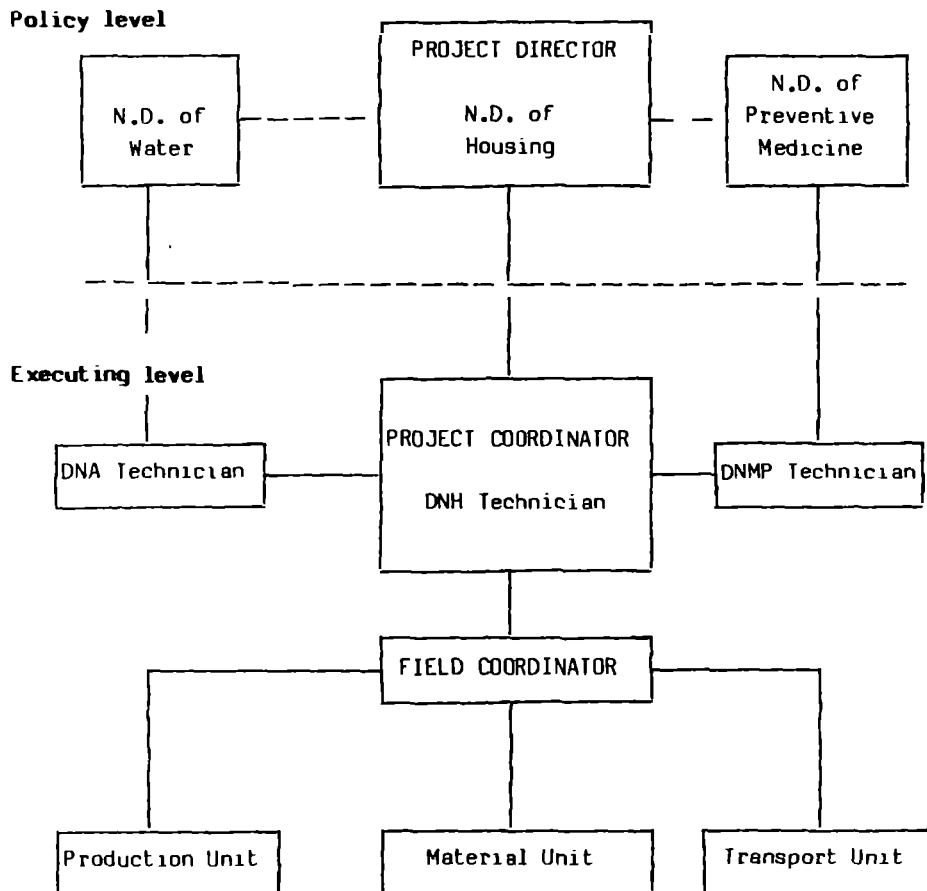 Policy level
PROJECT DIRECTOR
N.D. of
Water
N.D. of
Housing
N.D. of
Preventive
Medicine
Executing level
DNA Technician
PROJECT COORDINATOR
DNH Technician
DNMP Technician
FIELD COORDINATOR
Production Unit
Material Unit
Transport Unit